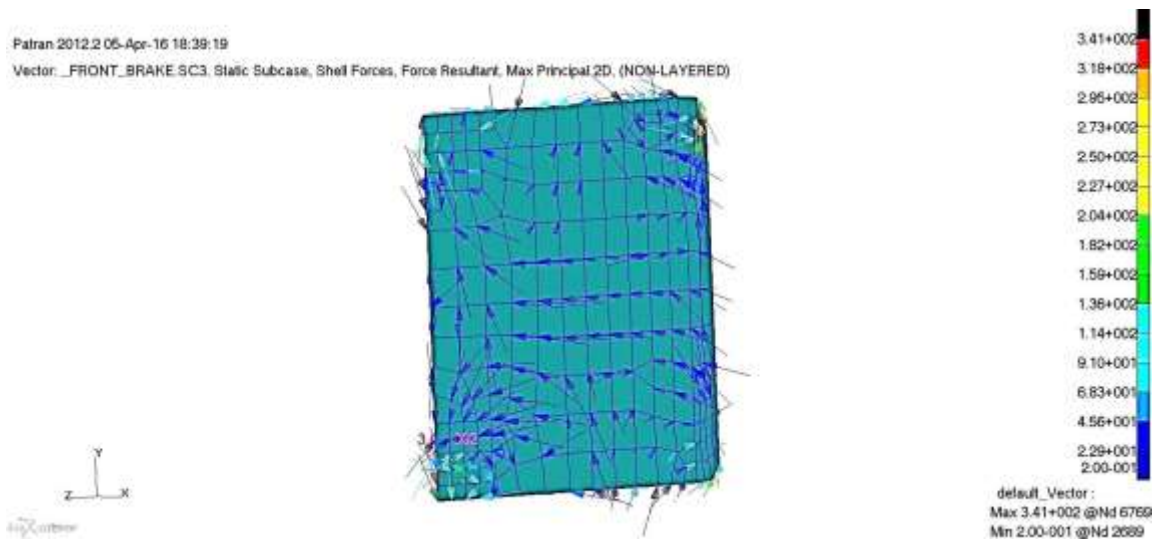 Patran 2012.2 05-Apr-16 18:39:19
Vector: _FRONT_BRAKE.SC3, Static Subcase, Shell Forces, Force Resultant, Max Principal 2D, (NON-LAYERED)
3.41+002
3.18+002
2.95+002
2.73+002
2.50+002
2.27+002
2.04+002
1.82+002
1.59+002
1.36+002
1.14+002
9.10+001
6.83+001
4.56+001
2.29+001
2.00-001
Y
Z
X
default_Vector :
Max 3.41+002 @Nd 6769
Min 2.00-001 @Nd 2689